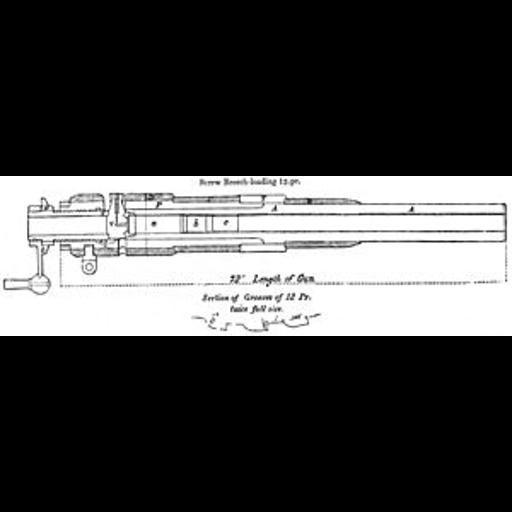 Screw Breech-loading 12-pr.
P
A
A
v
a
b
c
72" Length of Gun
Section of Grooves of 12 Pr.
twice full size.